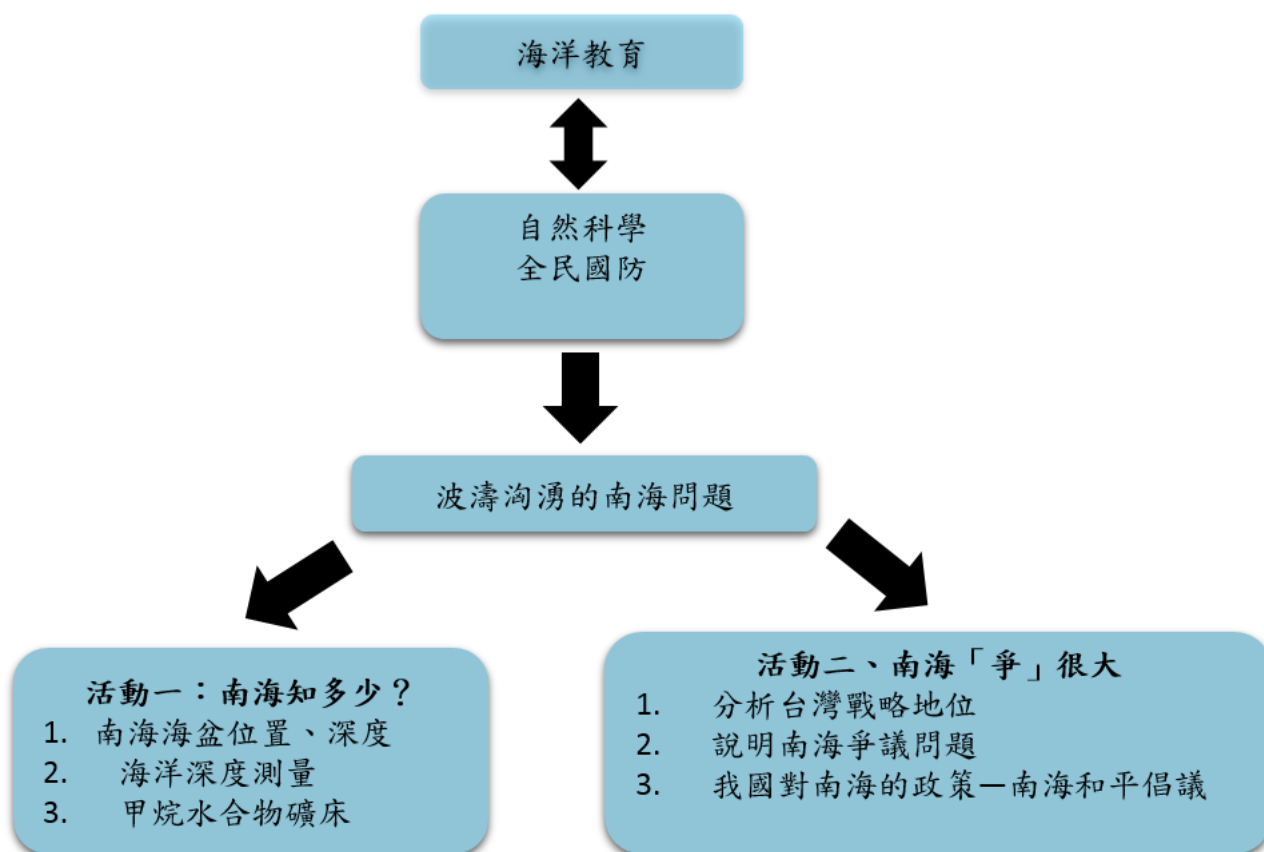 海洋教育
自然科學
全民國防
波濤洶湧的南海問題
活動一：南海知多少？
1. 南海海盆位置、深度
2. 海洋深度測量
3. 甲烷水合物礦床
活動二、南海「爭」很大
1. 分析台灣戰略地位
2. 說明南海爭議問題
3. 我國對南海的政策—南海和平倡議